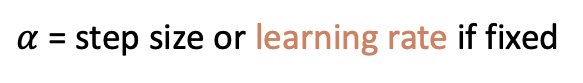 α = step size or learning rate if fixed